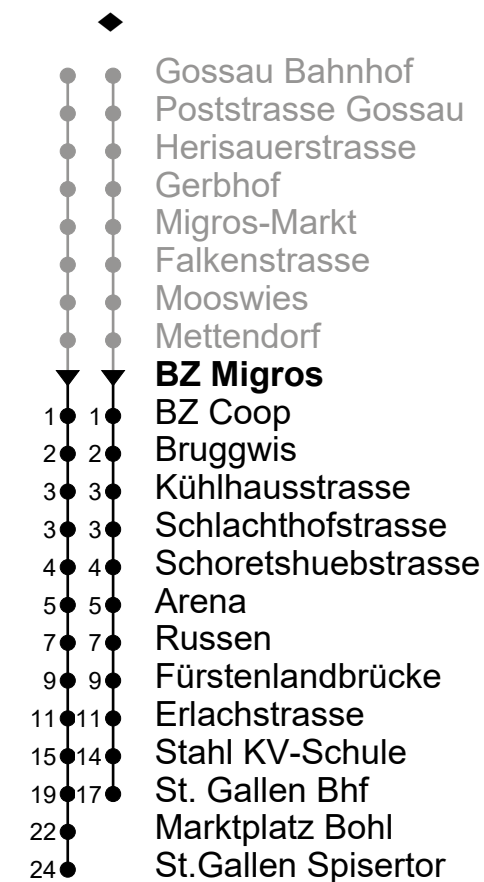 Gossau Bahnhof
Poststrasse Gossau
Herisauerstrasse
Gerbhof
Migros-Markt
Falkenstrasse
Mooswies
Mettendorf
BZ Migros
1 1 BZ Coop
2 2 Bruggwis
3 3 Kühlhausstrasse
3 3 Schlachthofstrasse
4 4 Schoretshuebstrasse
5 5 Arena
7 7 Russen
9 9 Fürstenlandbrücke
11 11 Erlachstrasse
15 14 Stahl KV-Schule
19 17 St. Gallen Bhf
22 Marktplatz Bohl
24 St.Gallen Spisertor